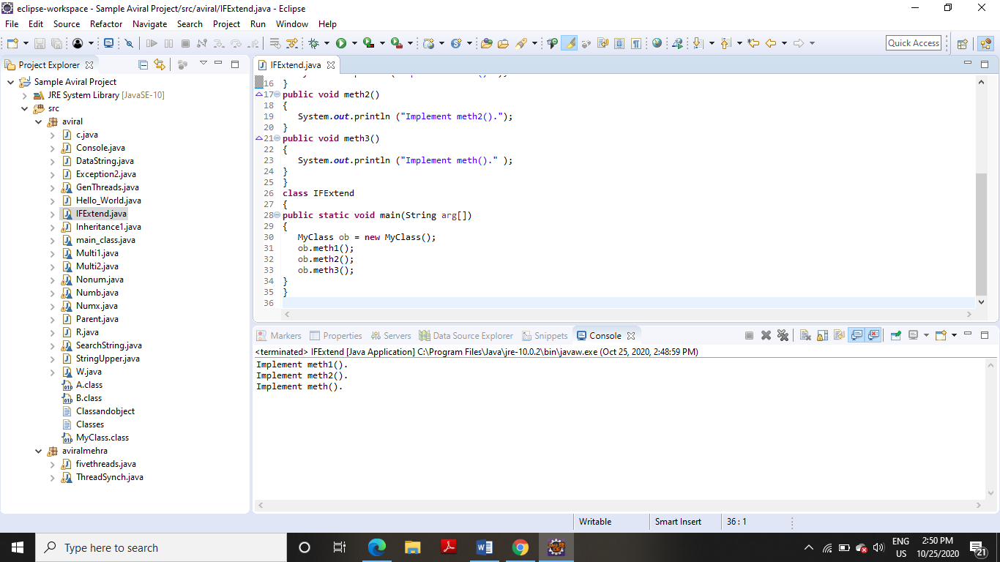 eclipse-workspace - Sample Aviral Project/src/aviral/IFExtend.java - Eclipse
File Edit Source Refactor Navigate Search Project Run Window Help
Quick Access
Project Explorer
Sample Aviral Project
JRE System Library [JavaSE-10]
src
aviral
c.java
Console.java
DataString.java
Exception2.java
GenThreads.java
Hello_World.java
IFExtend.java
Inheritance1.java
main_class.java
Multi1.java
Multi2.java
Nonum.java
Numb.java
Numx.java
Parent.java
R.java
SearchString.java
StringUpper.java
W.java
A.class
B.class
Classandobject
Classes
MyClass.class
aviralmehra
fivethreads.java
ThreadSynch.java
IFExtend.java
16 }
17 public void meth2()
18 {
19 System.out.println ("Implement meth2().");
20 }
21 public void meth3()
22 {
23 System.out.println ("Implement meth()." );
24 }
25 }
26 class IFExtend
27 {
28 public static void main(String arg[])
29 {
30 MyClass ob = new MyClass();
31 ob.meth1();
32 ob.meth2();
33 ob.meth3();
34 }
35 }
36
Markers Properties Servers Data Source Explorer Snippets Console
<terminated> IFExtend [Java Application] C:\Program Files\Java\jre-10.0.2\bin\javaw.exe (Oct 25, 2020, 2:48:59 PM)
Implement meth1().
Implement meth2().
Implement meth().
Writable Smart Insert 36 : 1
Type here to search
ENG
US
2:50 PM
10/25/2020
21